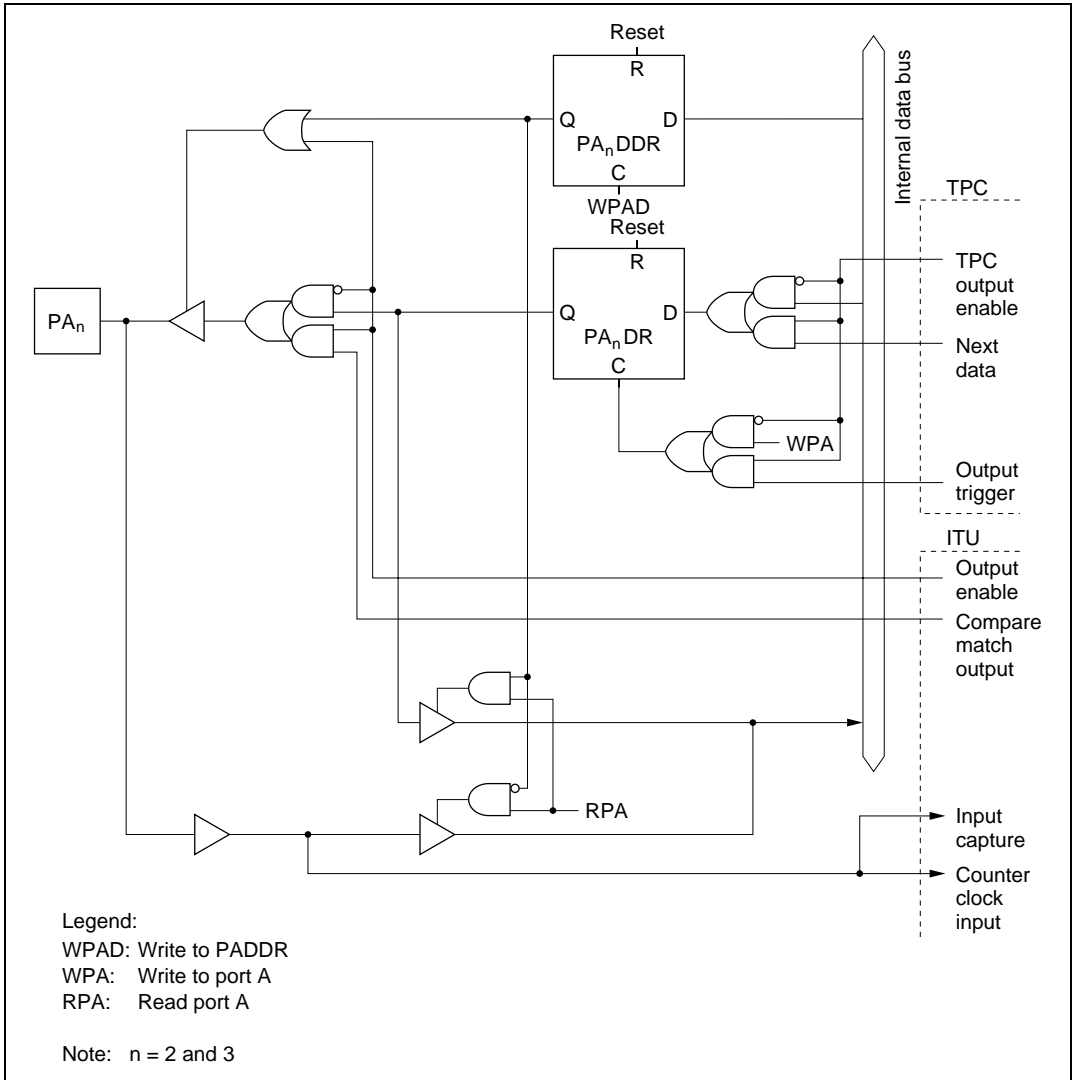 Reset
R
Q
D
PAnDDR
C
WPAD
Internal data bus
TPC
Reset
R
Q
D
PAnDR
C
TPC
output
enable
Next
data
PAn
WPA
Output
trigger
ITU
Output
enable
Compare
match
output
RPA
Input
capture
Counter
clock
input
Legend:
WPAD: Write to PADDR
WPA: Write to port A
RPA: Read port A
Note: n = 2 and 3